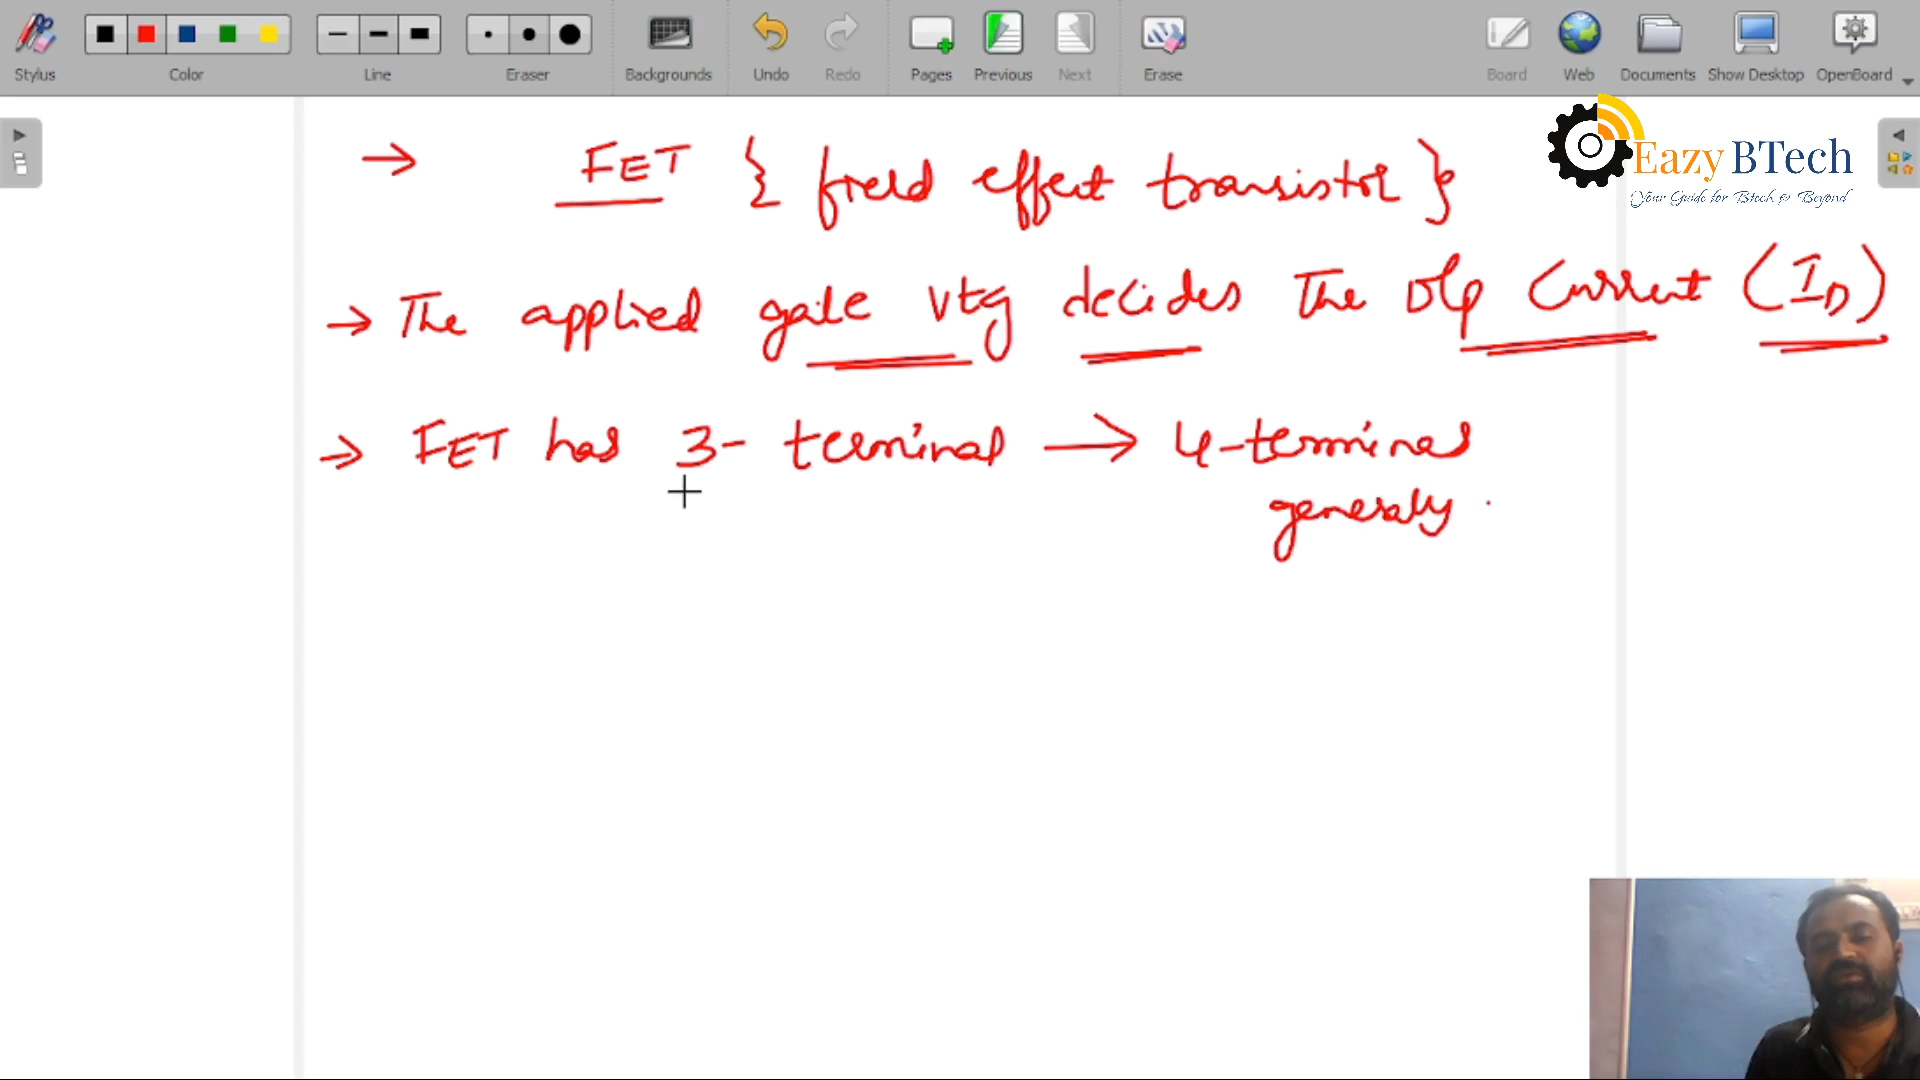 Stylus Color Line Eraser Backgrounds Undo Redo Pages Previous Next Erase Board Web Documents Show Desktop OpenBoard
Eazy BTech
Your Guide for Btech & Beyond
→ FET { field effect transistor }
→ The applied gate vtg decides the o/p current (I_D)
→ FET has 3- terminal → 4-terminal
generally.